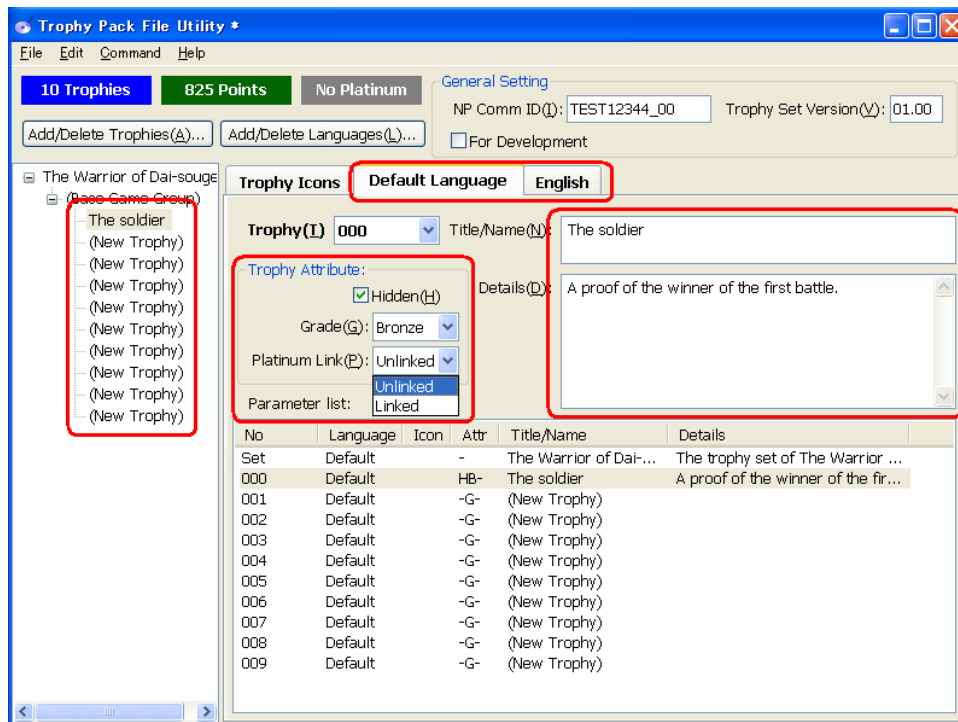 Trophy Pack File Utility *
File Edit Command Help
10 Trophies 825 Points No Platinum
General Setting
NP Comm ID(I): TEST12344_00 Trophy Set Version(V): 01.00
For Development
Add/Delete Trophies(A)... Add/Delete Languages(L)...
The Warrior of Dai-souge
(Base Game Group)
The soldier
(New Trophy)
(New Trophy)
(New Trophy)
(New Trophy)
(New Trophy)
(New Trophy)
(New Trophy)
(New Trophy)
(New Trophy)
Trophy Icons Default Language English
Trophy(T) 000 Title/Name(N): The soldier
Trophy Attribute:
Hidden(H)
Grade(G): Bronze
Platinum Link(P): Unlinked
Unlinked
Linked
Details(D): A proof of the winner of the first battle.
Parameter list:
No Language Icon Attr Title/Name Details
Set Default - The Warrior of Dai-... The trophy set of The Warrior ...
000 Default HB- The soldier A proof of the winner of the fir...
001 Default -G- (New Trophy)
002 Default -G- (New Trophy)
003 Default -G- (New Trophy)
004 Default -G- (New Trophy)
005 Default -G- (New Trophy)
006 Default -G- (New Trophy)
007 Default -G- (New Trophy)
008 Default -G- (New Trophy)
009 Default -G- (New Trophy)